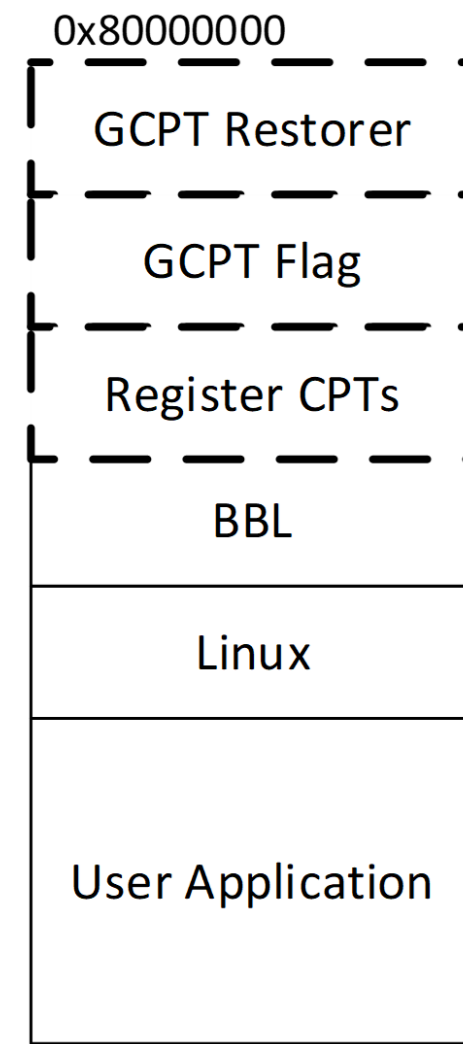 0x80000000
GCPT Restorer
GCPT Flag
Register CPTs
BBL
Linux
User Application